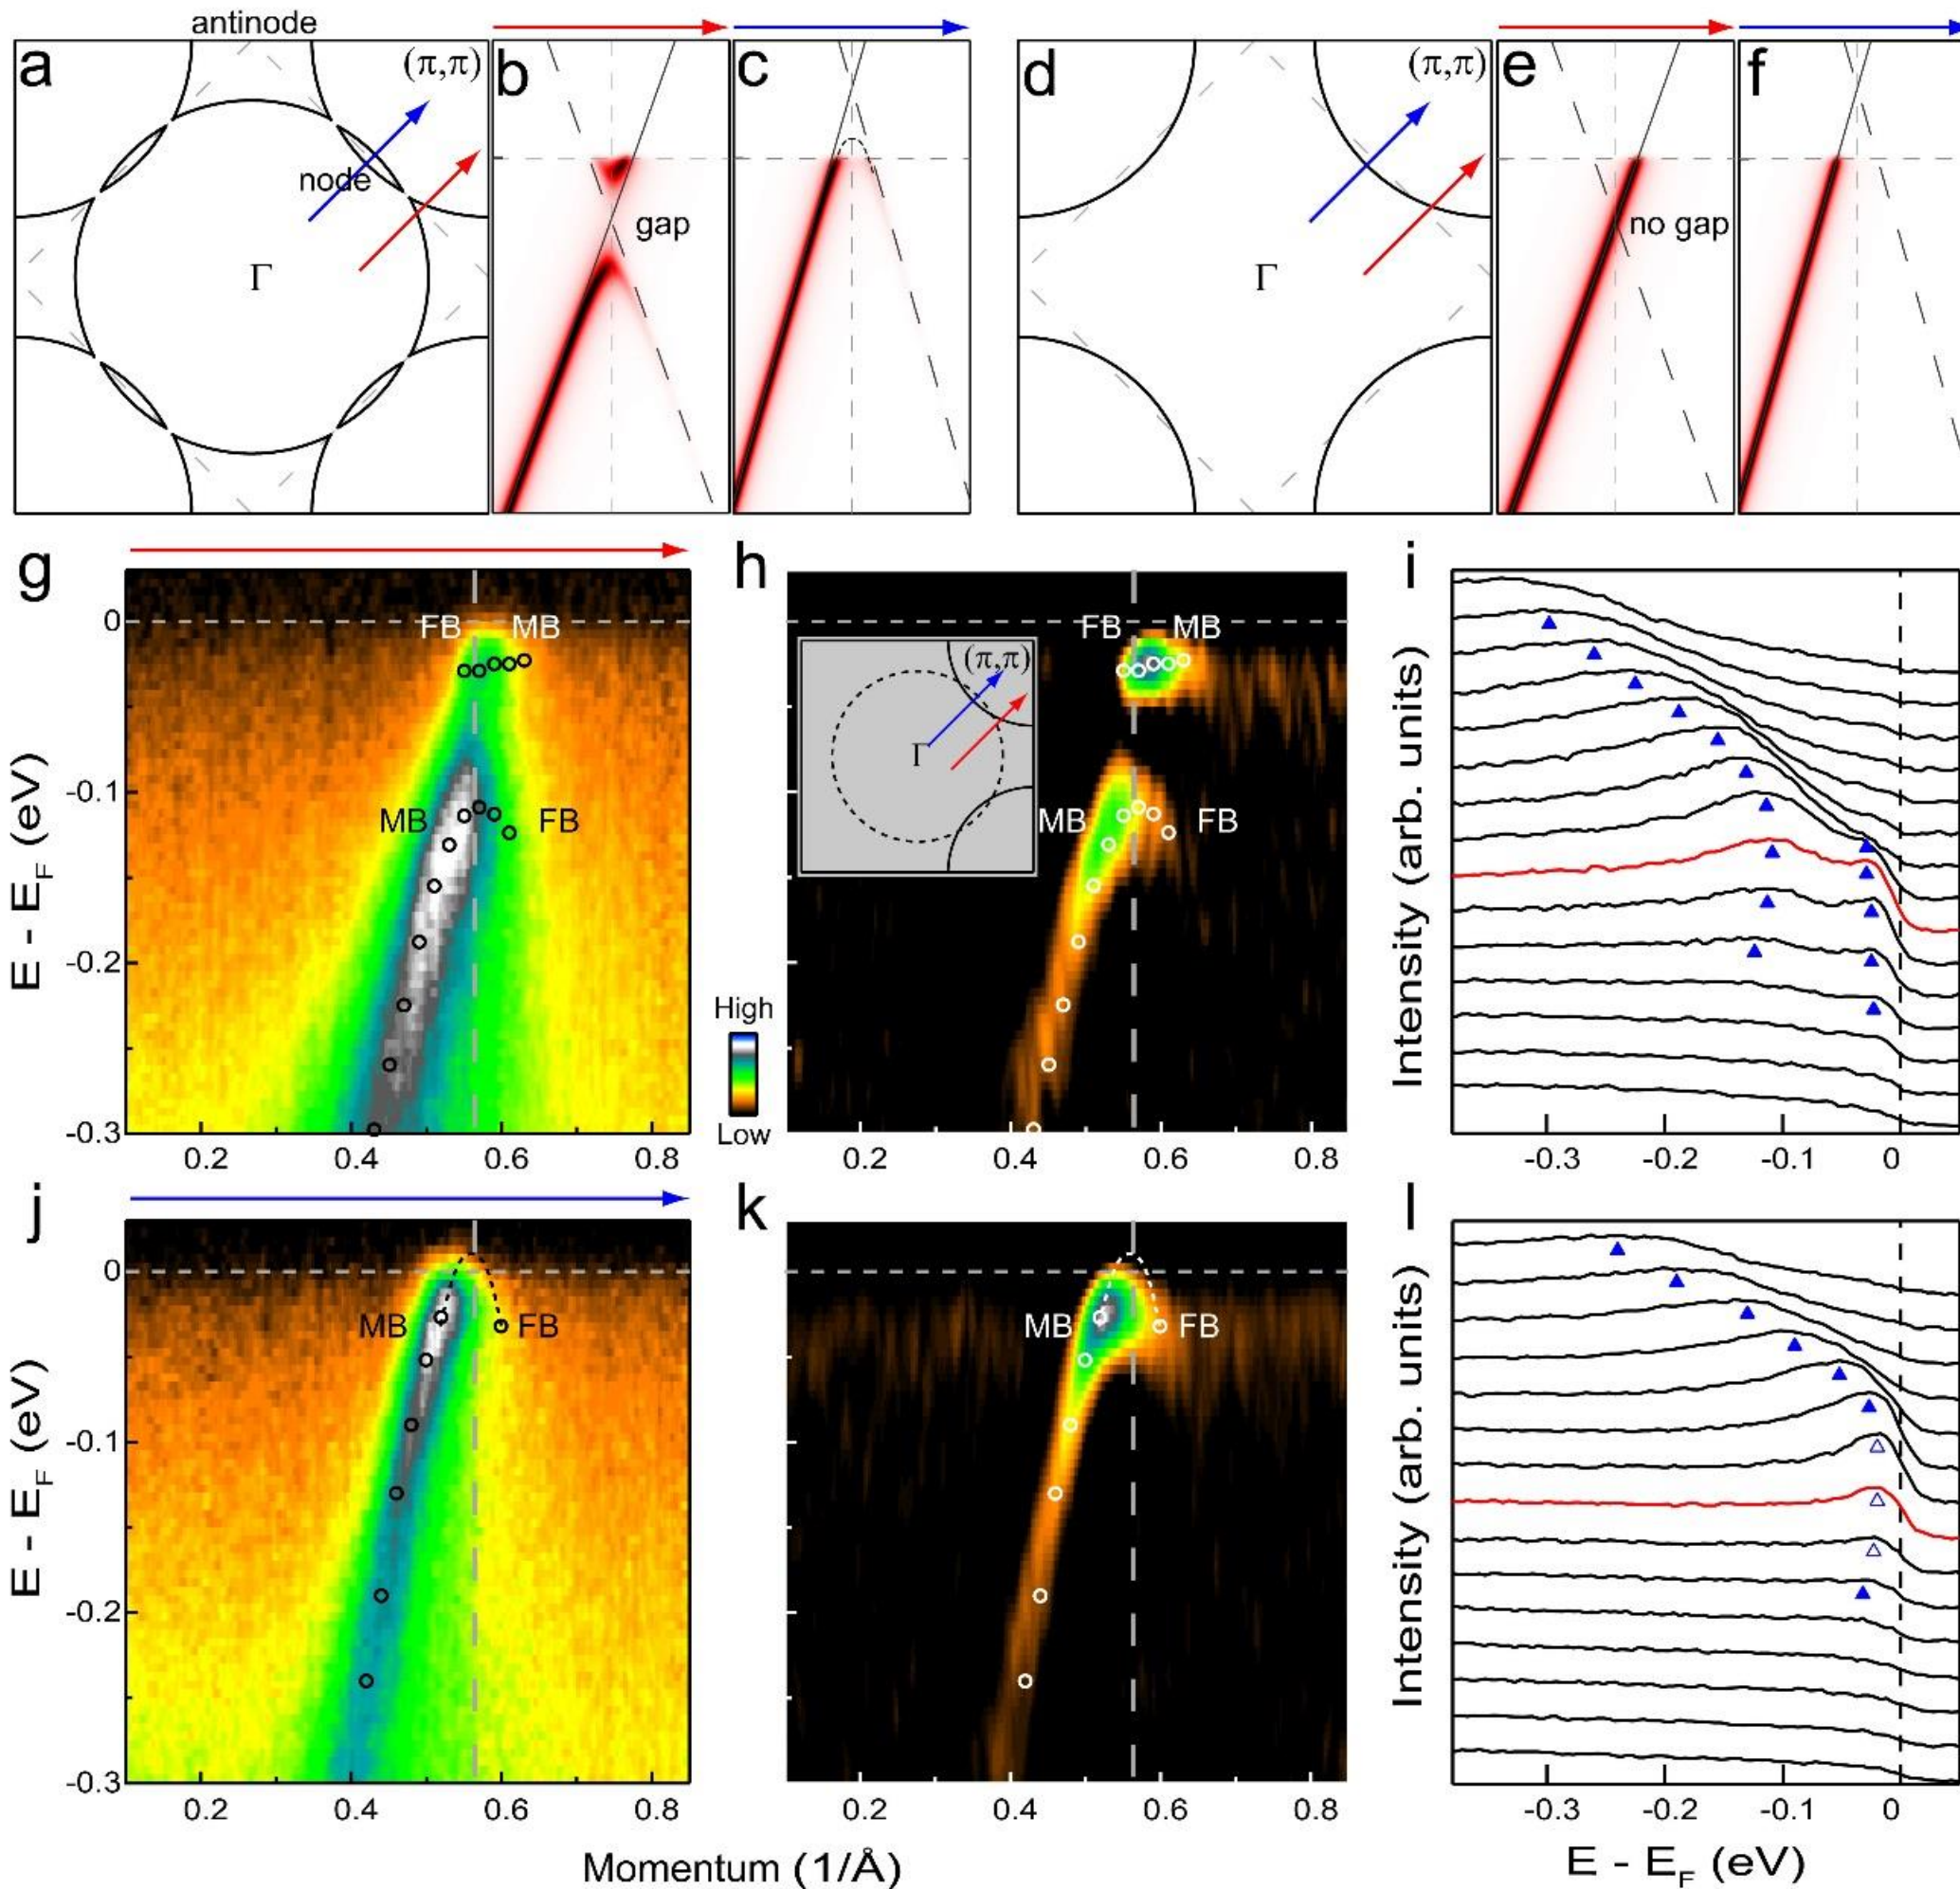 antinode
a
(π,π)
node
Γ
b
gap
c
d
(π,π)
Γ
e
no gap
f
g
0
-0.1
-0.2
-0.3
E - EF (eV)
FB MB
MB FB
0.2 0.4 0.6 0.8
High
Low
h
FB MB
(π,π)
Γ
MB FB
0.2 0.4 0.6 0.8
i
Intensity (arb. units)
-0.3 -0.2 -0.1 0
j
0
-0.1
-0.2
-0.3
E - EF (eV)
MB FB
0.2 0.4 0.6 0.8
k
MB FB
0.2 0.4 0.6 0.8
Momentum (1/Å)
l
Intensity (arb. units)
-0.3 -0.2 -0.1 0
E - EF (eV)